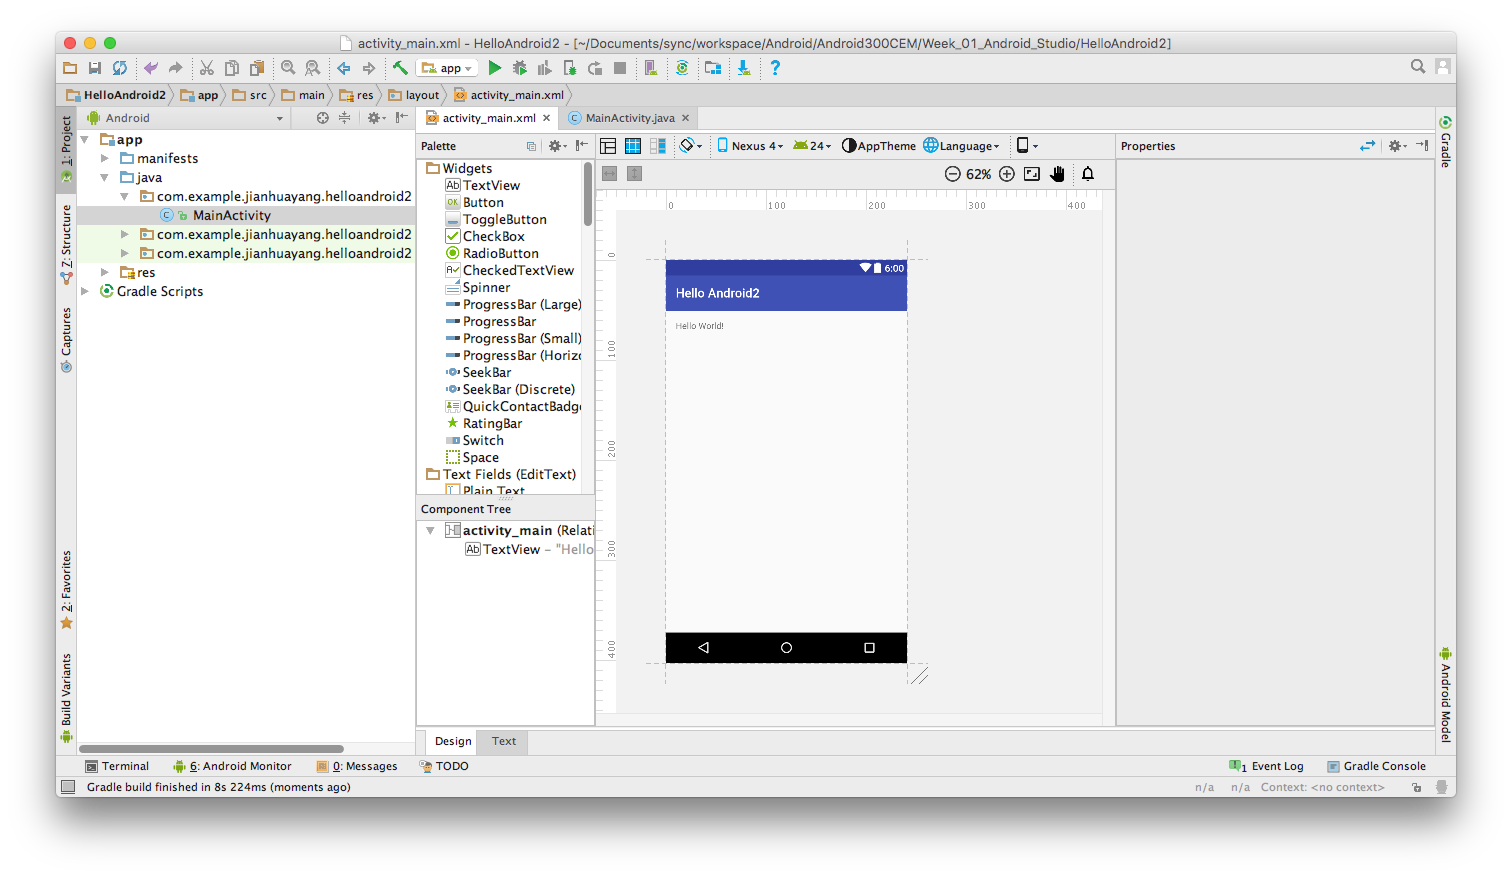 activity_main.xml - HelloAndroid2 - [~/Documents/sync/workspace/Android/Android300CEM/Week_01_Android_Studio/HelloAndroid2]
app
HelloAndroid2 app src main res layout activity_main.xml
1: Project
Z: Structure
Captures
2: Favorites
Build Variants
Android
app
manifests
java
com.example.jianhuayang.helloandroid2
MainActivity
com.example.jianhuayang.helloandroid2
com.example.jianhuayang.helloandroid2
res
Gradle Scripts
activity_main.xml MainActivity.java
Palette
Widgets
Ab TextView
OK Button
ToggleButton
CheckBox
RadioButton
A CheckedTextView
Spinner
ProgressBar (Large)
ProgressBar
ProgressBar (Small)
ProgressBar (Horiz
SeekBar
SeekBar (Discrete)
QuickContactBadge
RatingBar
Switch
Space
Text Fields (EditText)
Plain Text
Component Tree
activity_main (Relati
Ab TextView - "Hello
Nexus 4 24 AppTheme Language
62%
0 100 200 300 400
0
100
200
300
400
6:00
Hello Android2
Hello World!
Properties
Gradle
Android Model
Design Text
Terminal 6: Android Monitor 0: Messages TODO 1 Event Log Gradle Console
Gradle build finished in 8s 224ms (moments ago) n/a n/a Context: <no context>